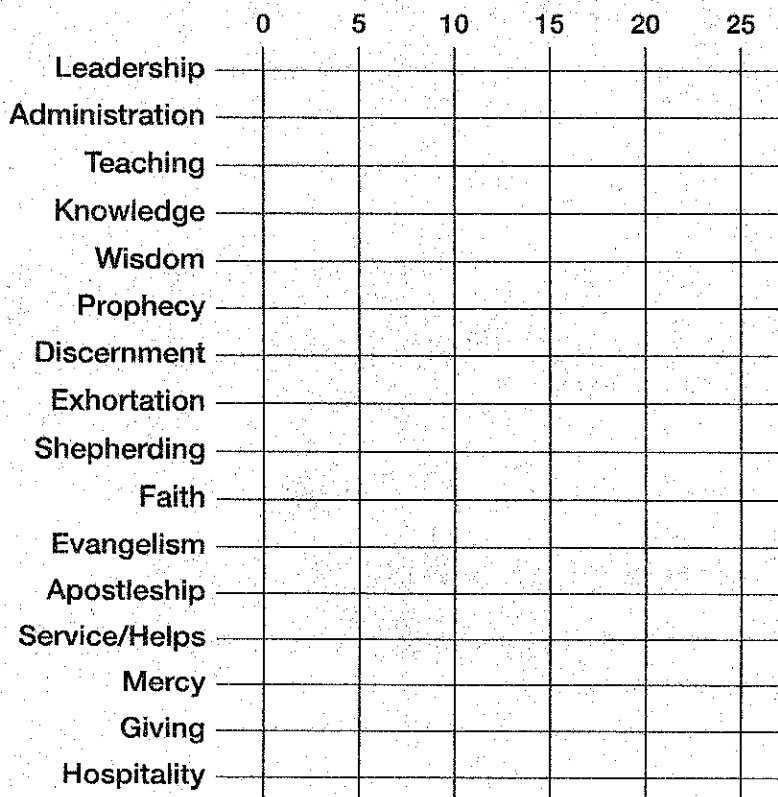 0 5 10 15 20 25
Leadership
Administration
Teaching
Knowledge
Wisdom
Prophecy
Discernment
Exhortation
Shepherding
Faith
Evangelism
Apostleship
Service/Helps
Mercy
Giving
Hospitality